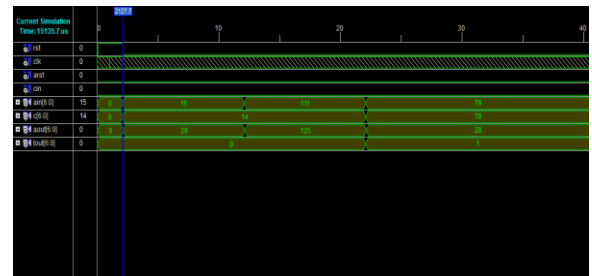 2127.7
Current Simulation
Time: 15135.7 us
0 10 20 30 40
rst 0
clk 0
arst 0
cin 0
ain[6:0] 15 0 15 111 79
c[6:0] 14 0 14 78
aout[6:0] 0 0 29 125 28
tout[6:0] 0 0 1